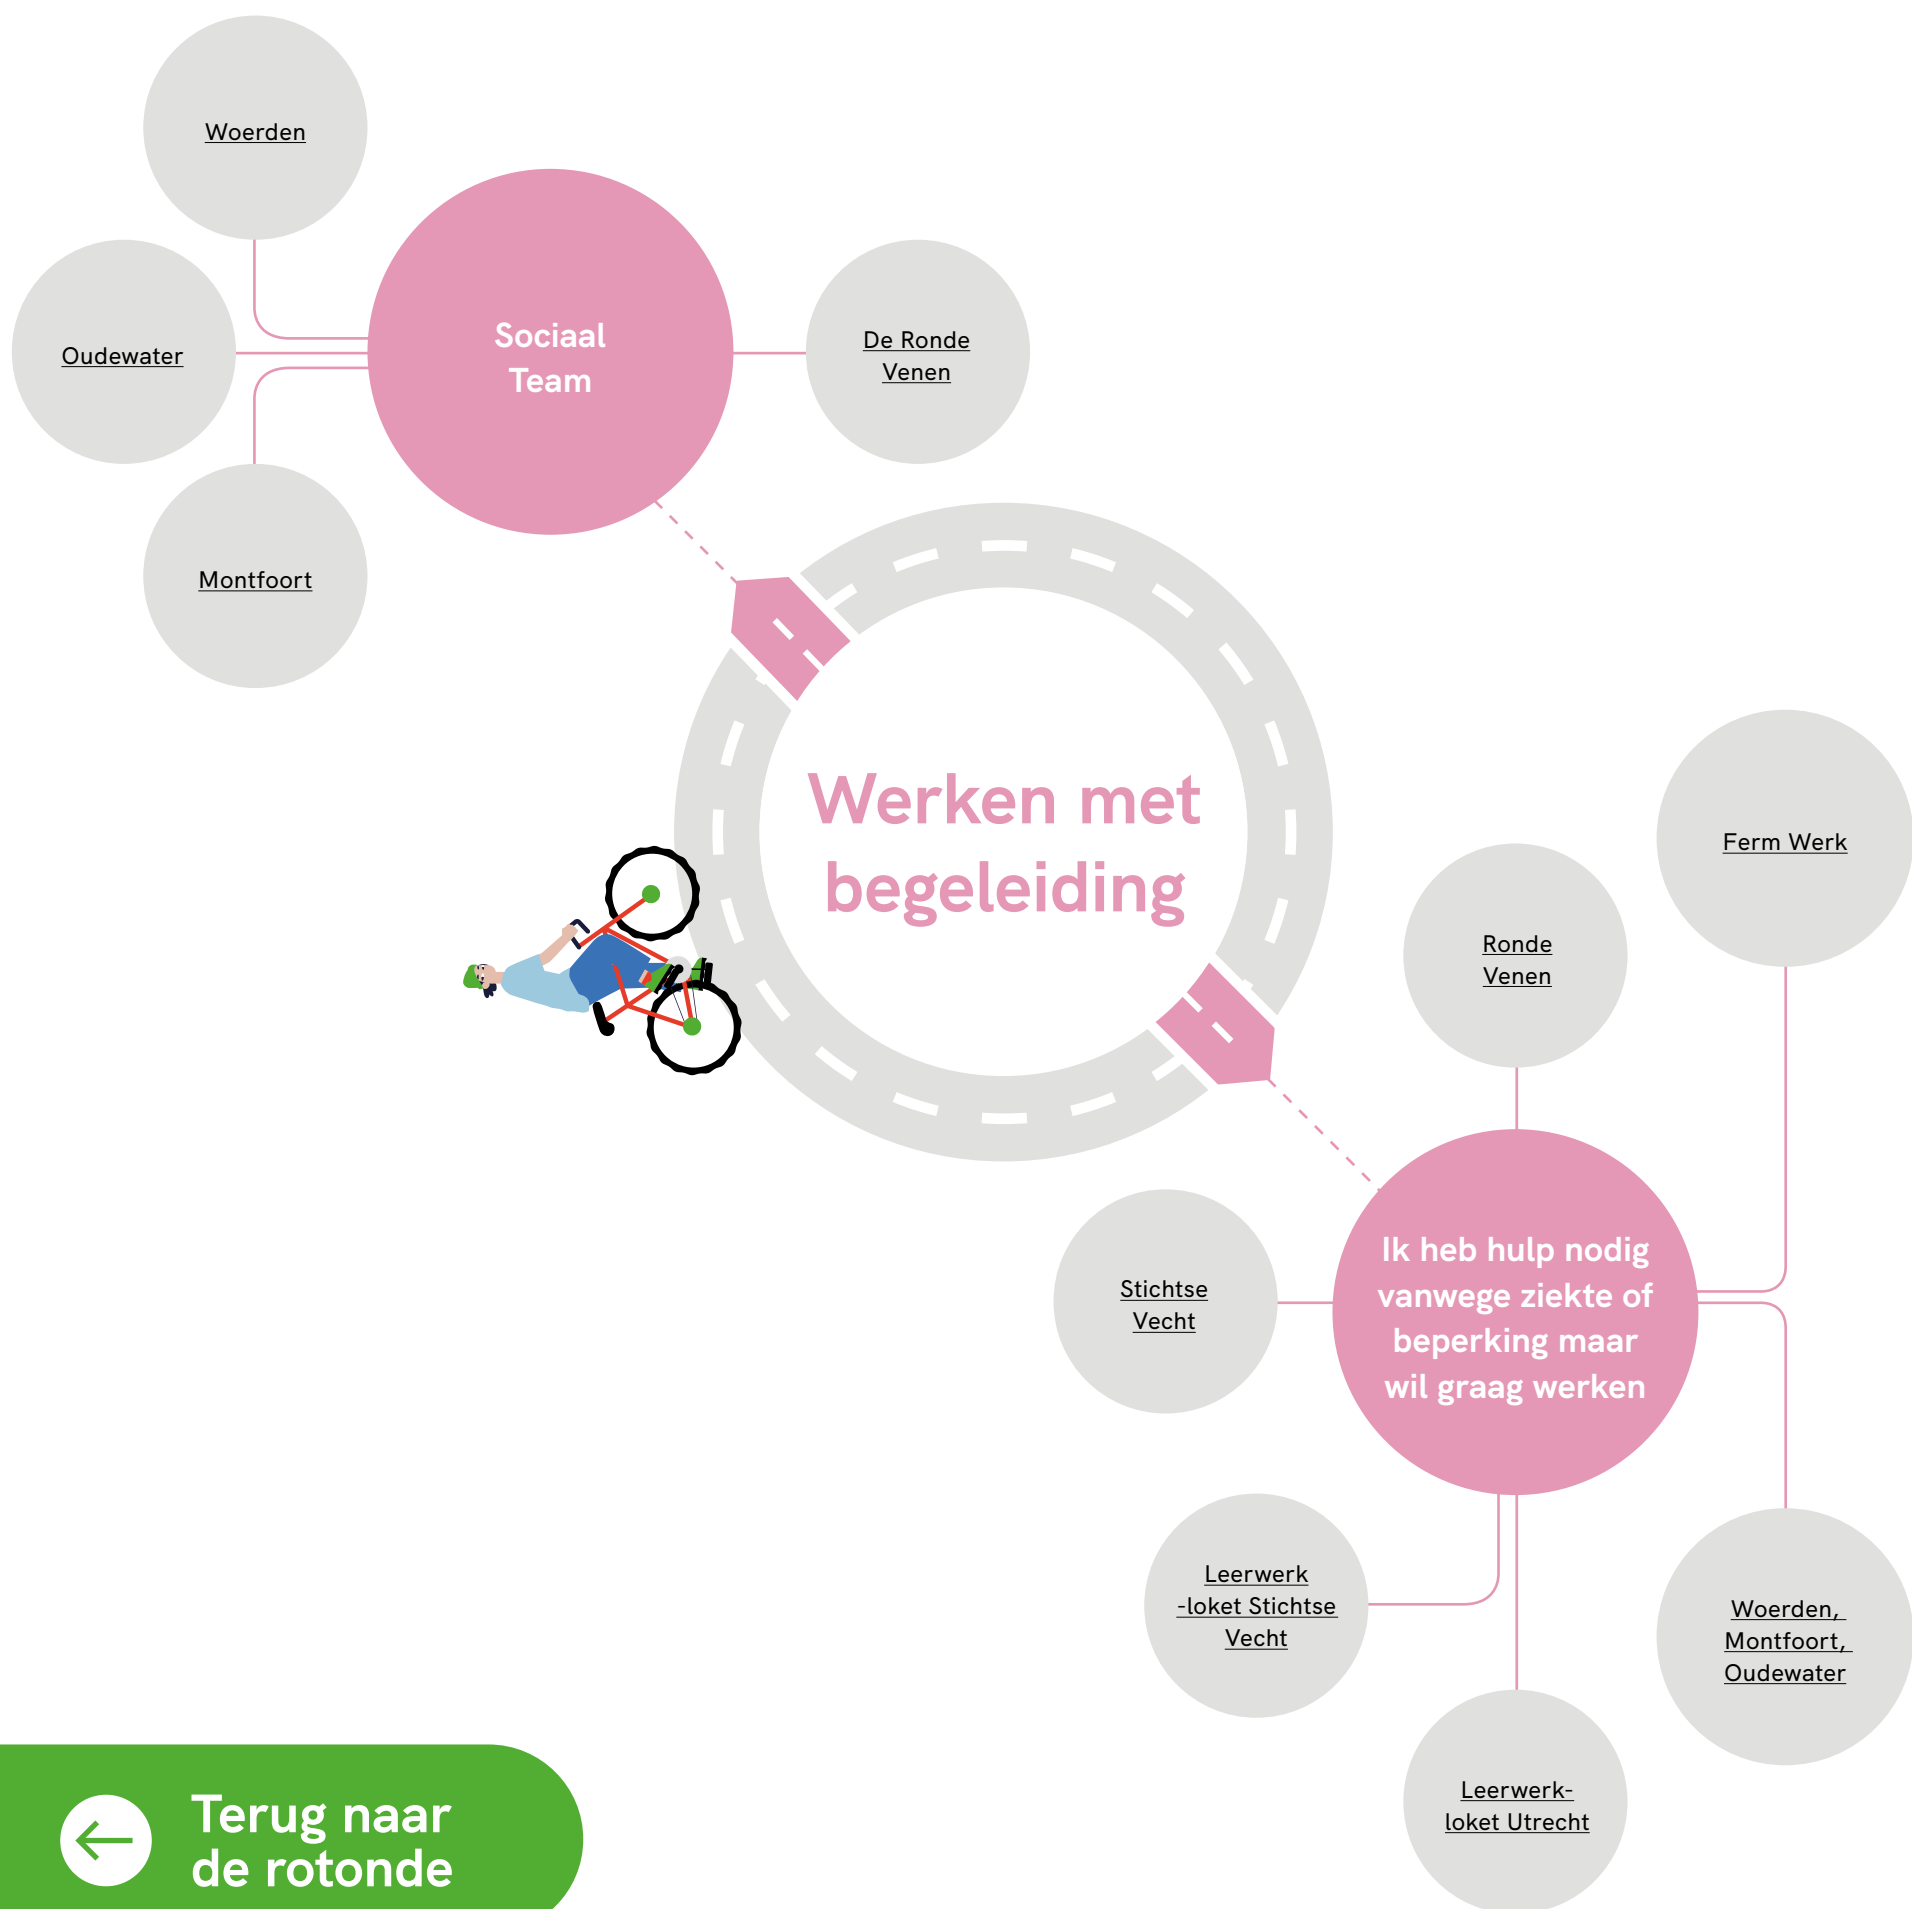 Woerden
Oudewater
Montfoort
Sociaal
Team
De Ronde
Venen
Werken met
begeleiding
Ferm Werk
Ronde
Venen
Stichtse
Vecht
Ik heb hulp nodig
vanwege ziekte of
beperking maar
wil graag werken
Leerwerk
-loket Stichtse
Vecht
Woerden,
Montfoort,
Oudewater
Leerwerk-
loket Utrecht
Terug naar
de rotonde